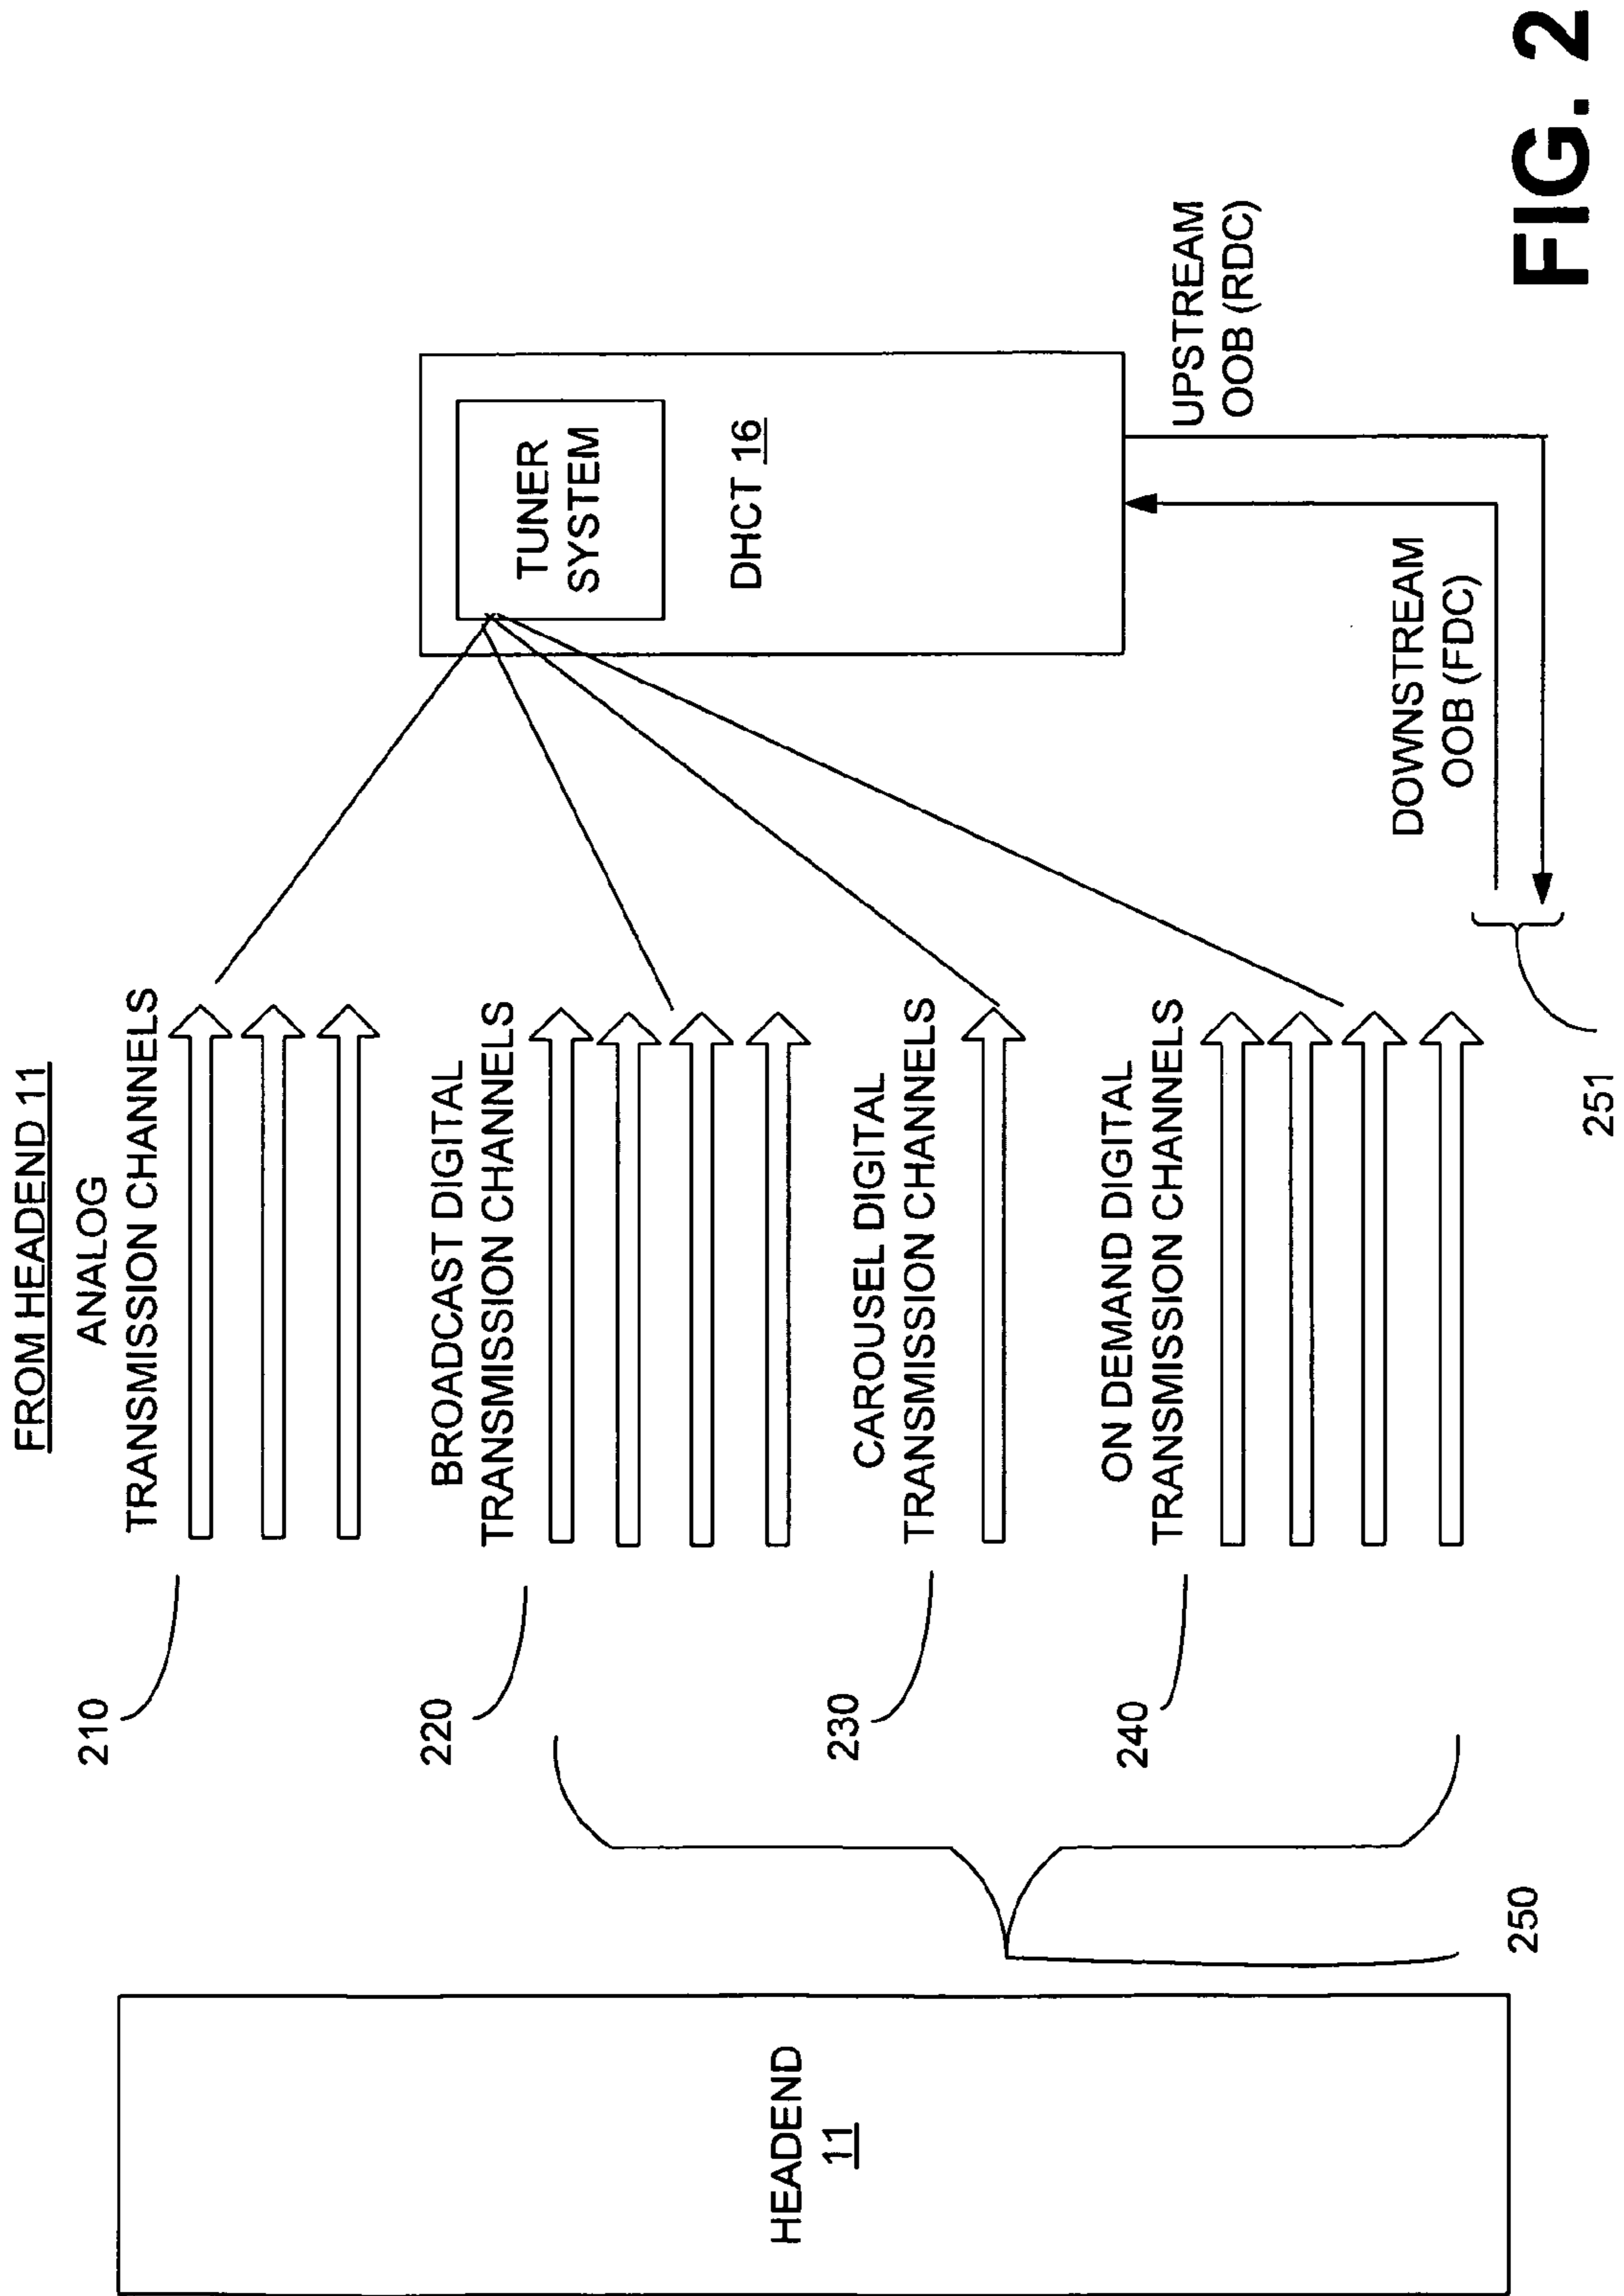 FROM HEADEND 11
ANALOG
TRANSMISSION CHANNELS
210
BROADCAST DIGITAL
TRANSMISSION CHANNELS
220
CAROUSEL DIGITAL
TRANSMISSION CHANNELS
230
ON DEMAND DIGITAL
TRANSMISSION CHANNELS
240
250
HEADEND
11
TUNER
SYSTEM
DHCT 16
UPSTREAM
OOB (RDC)
DOWNSTREAM
OOB (FDC)
251
FIG. 2